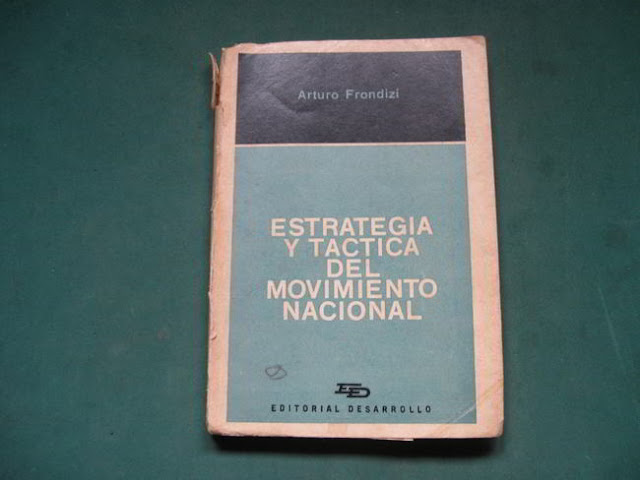 Arturo Frondizi
ESTRATEGIA
Y TACTICA
DEL
MOVIMIENTO
NACIONAL
ED
EDITORIAL DESARROLLO